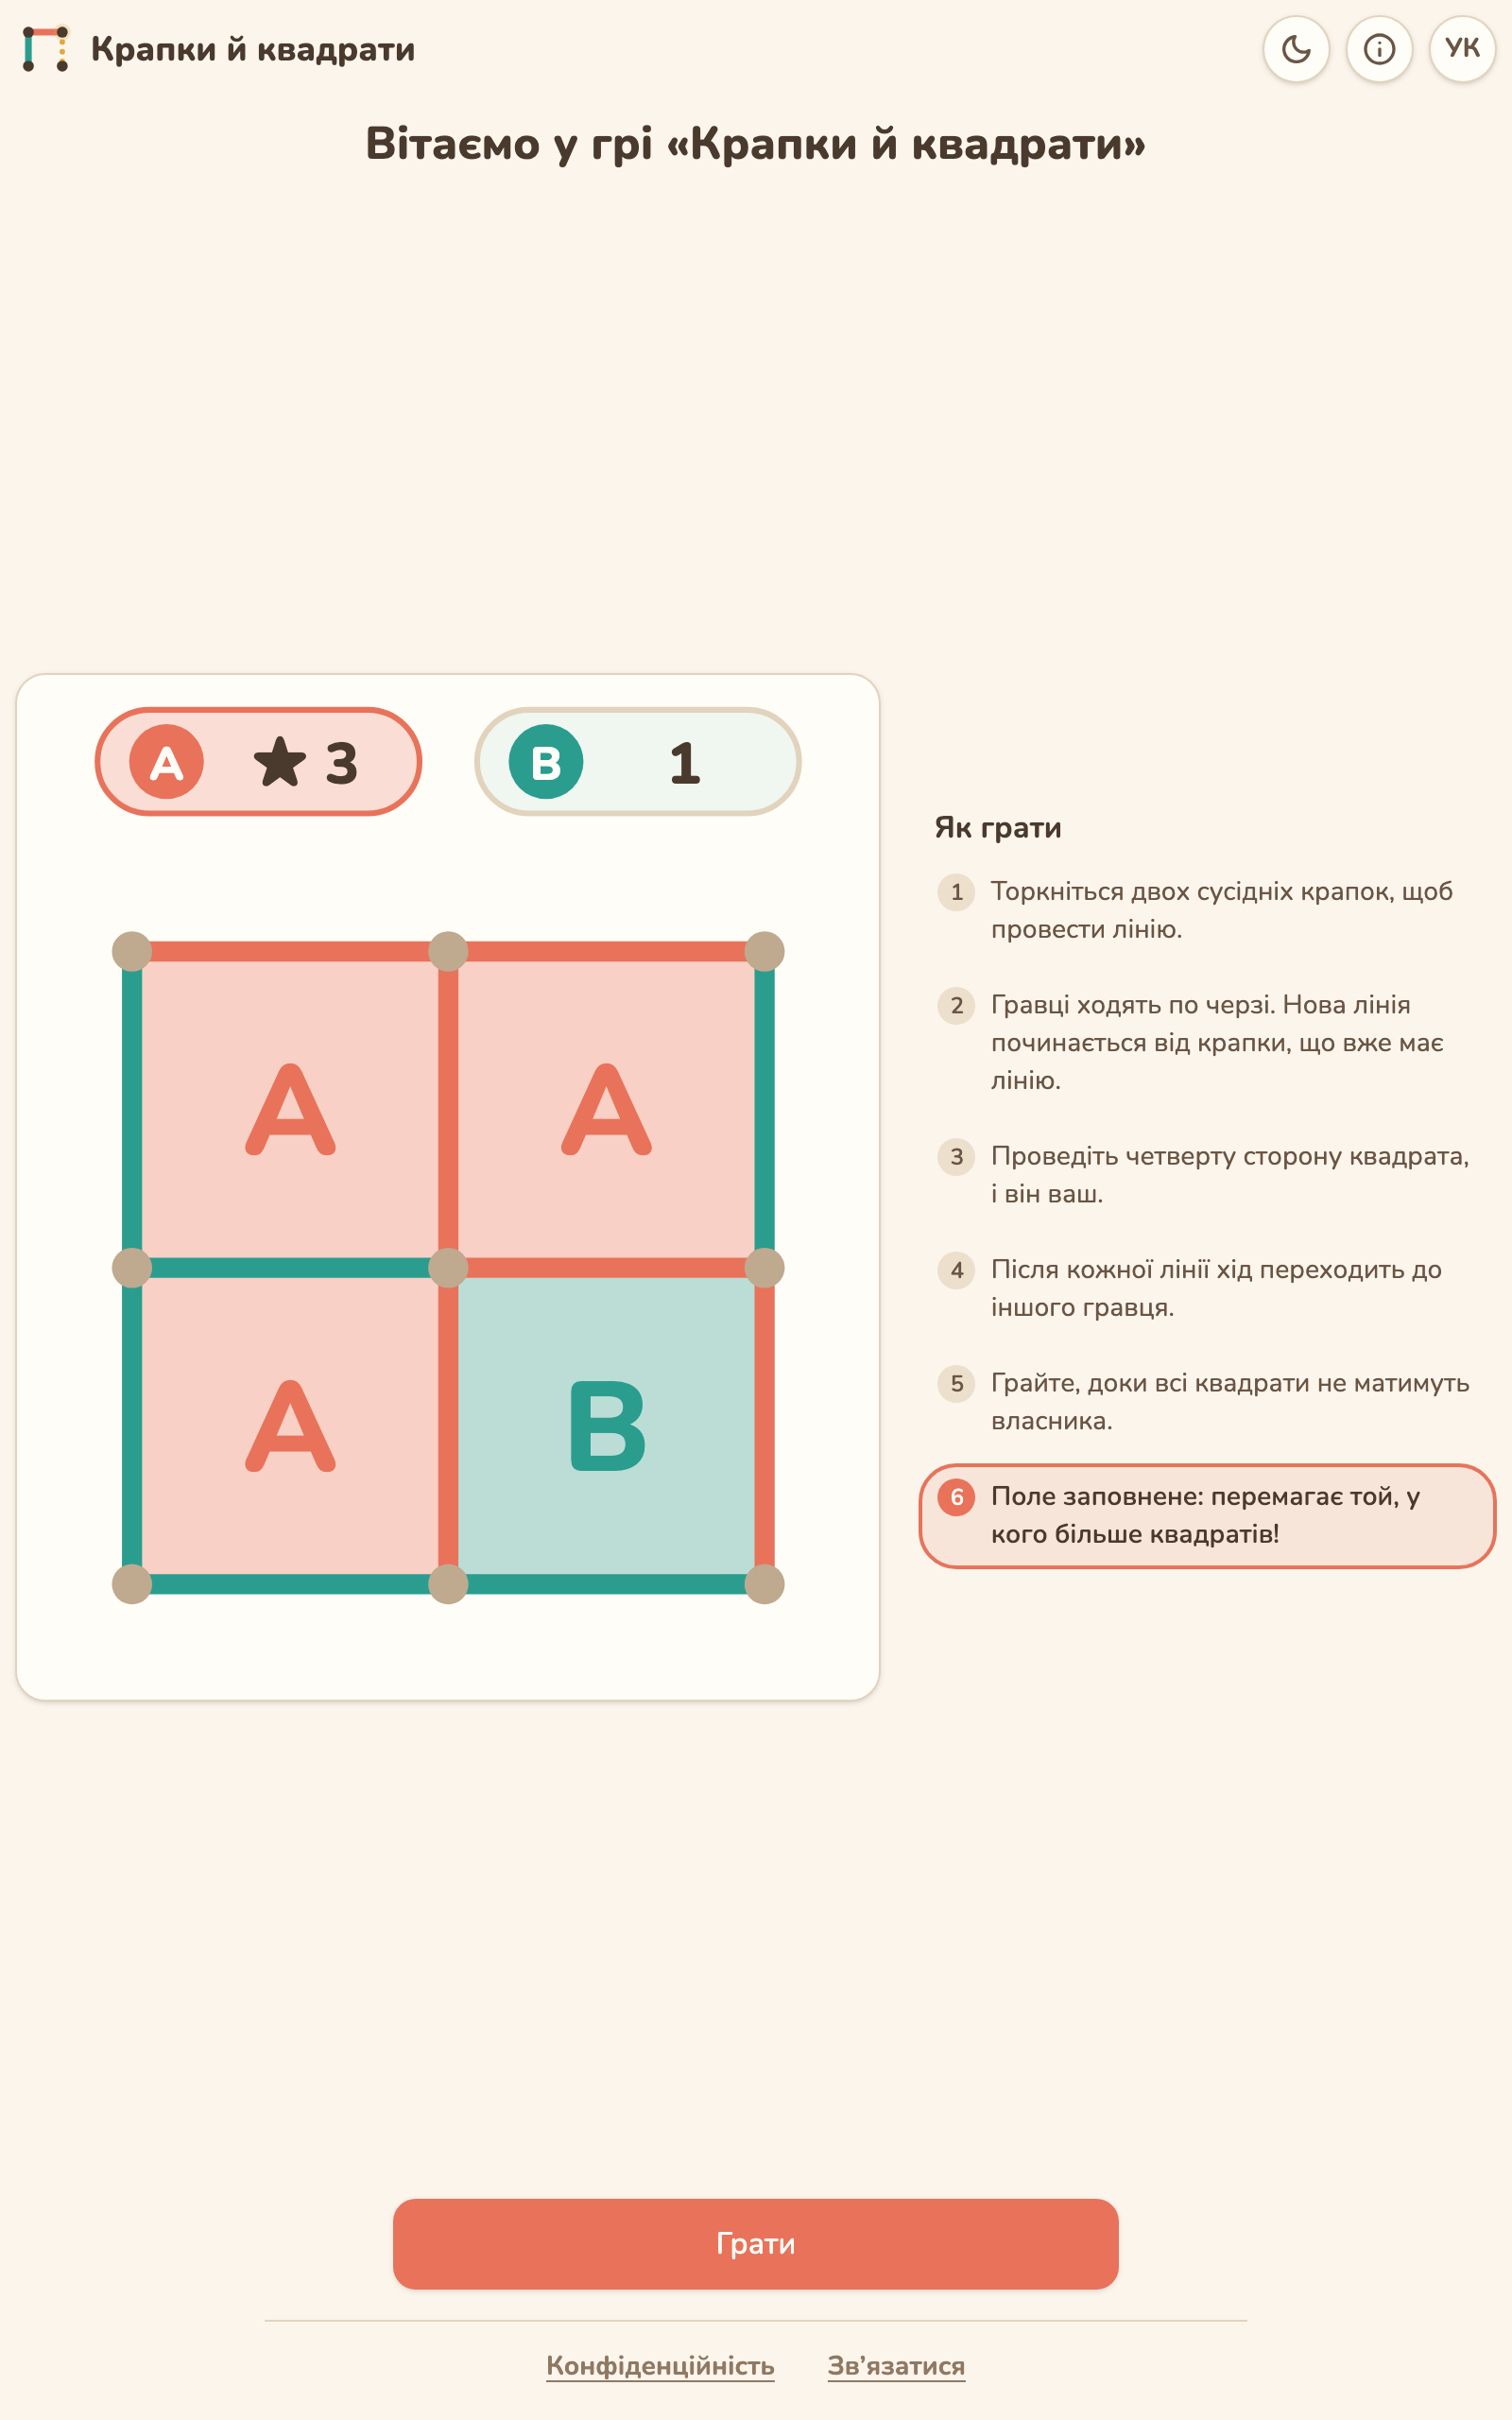 Крапки й квадрати
УК
Вітаємо у грі «Крапки й квадрати»
A 3
B 1
A A
A B
Як грати
1 Торкніться двох сусідніх крапок, щоб
провести лінію.
2 Гравці ходять по черзі. Нова лінія
починається від крапки, що вже має
лінію.
3 Проведіть четверту сторону квадрата,
і він ваш.
4 Після кожної лінії хід переходить до
іншого гравця.
5 Грайте, доки всі квадрати не матимуть
власника.
6 Поле заповнене: перемагає той, у
кого більше квадратів!
Грати
Конфіденційність
Зв’язатися